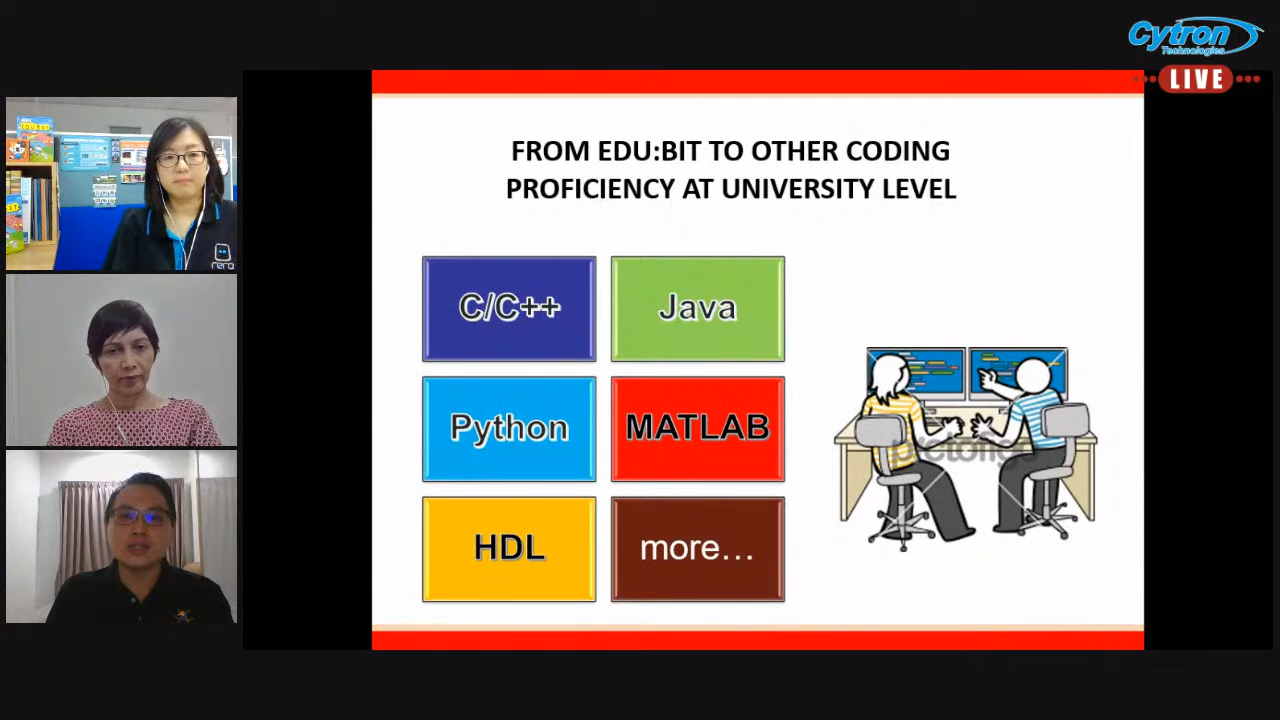 Cytron
Technologies
LIVE
FROM EDU:BIT TO OTHER CODING
PROFICIENCY AT UNIVERSITY LEVEL
C/C++
Java
Python
MATLAB
HDL
more...
rero